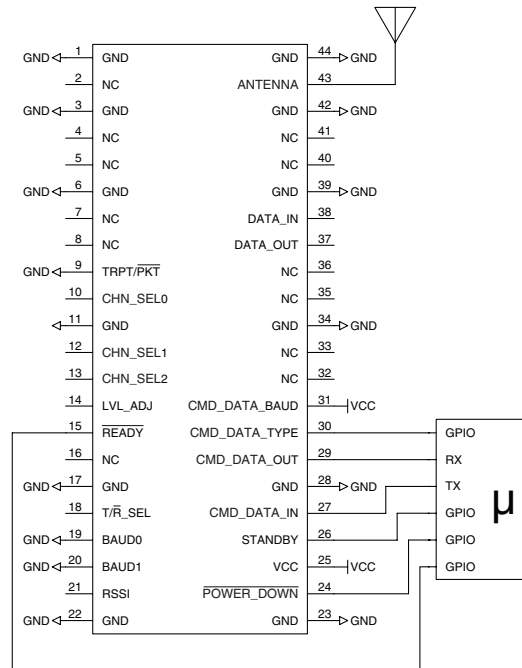 GND 1 GND GND 44 GND
2 NC ANTENNA 43
GND 3 GND GND 42 GND
4 NC NC 41
5 NC NC 40
GND 6 GND GND 39 GND
7 NC DATA_IN 38
8 NC DATA_OUT 37
GND 9 TRPT/PKT NC 36
10 CHN_SEL0 NC 35
11 GND GND 34 GND
12 CHN_SEL1 NC 33
13 CHN_SEL2 NC 32
14 LVL_ADJ CMD_DATA_BAUD 31 VCC
15 READY CMD_DATA_TYPE 30 GPIO
16 NC CMD_DATA_OUT 29 RX
GND 17 GND GND 28 GND TX
18 T/R_SEL CMD_DATA_IN 27 GPIO µ
GND 19 BAUD0 STANDBY 26 GPIO
GND 20 BAUD1 VCC 25 VCC GPIO
21 RSSI POWER_DOWN 24
GND 22 GND GND 23 GND